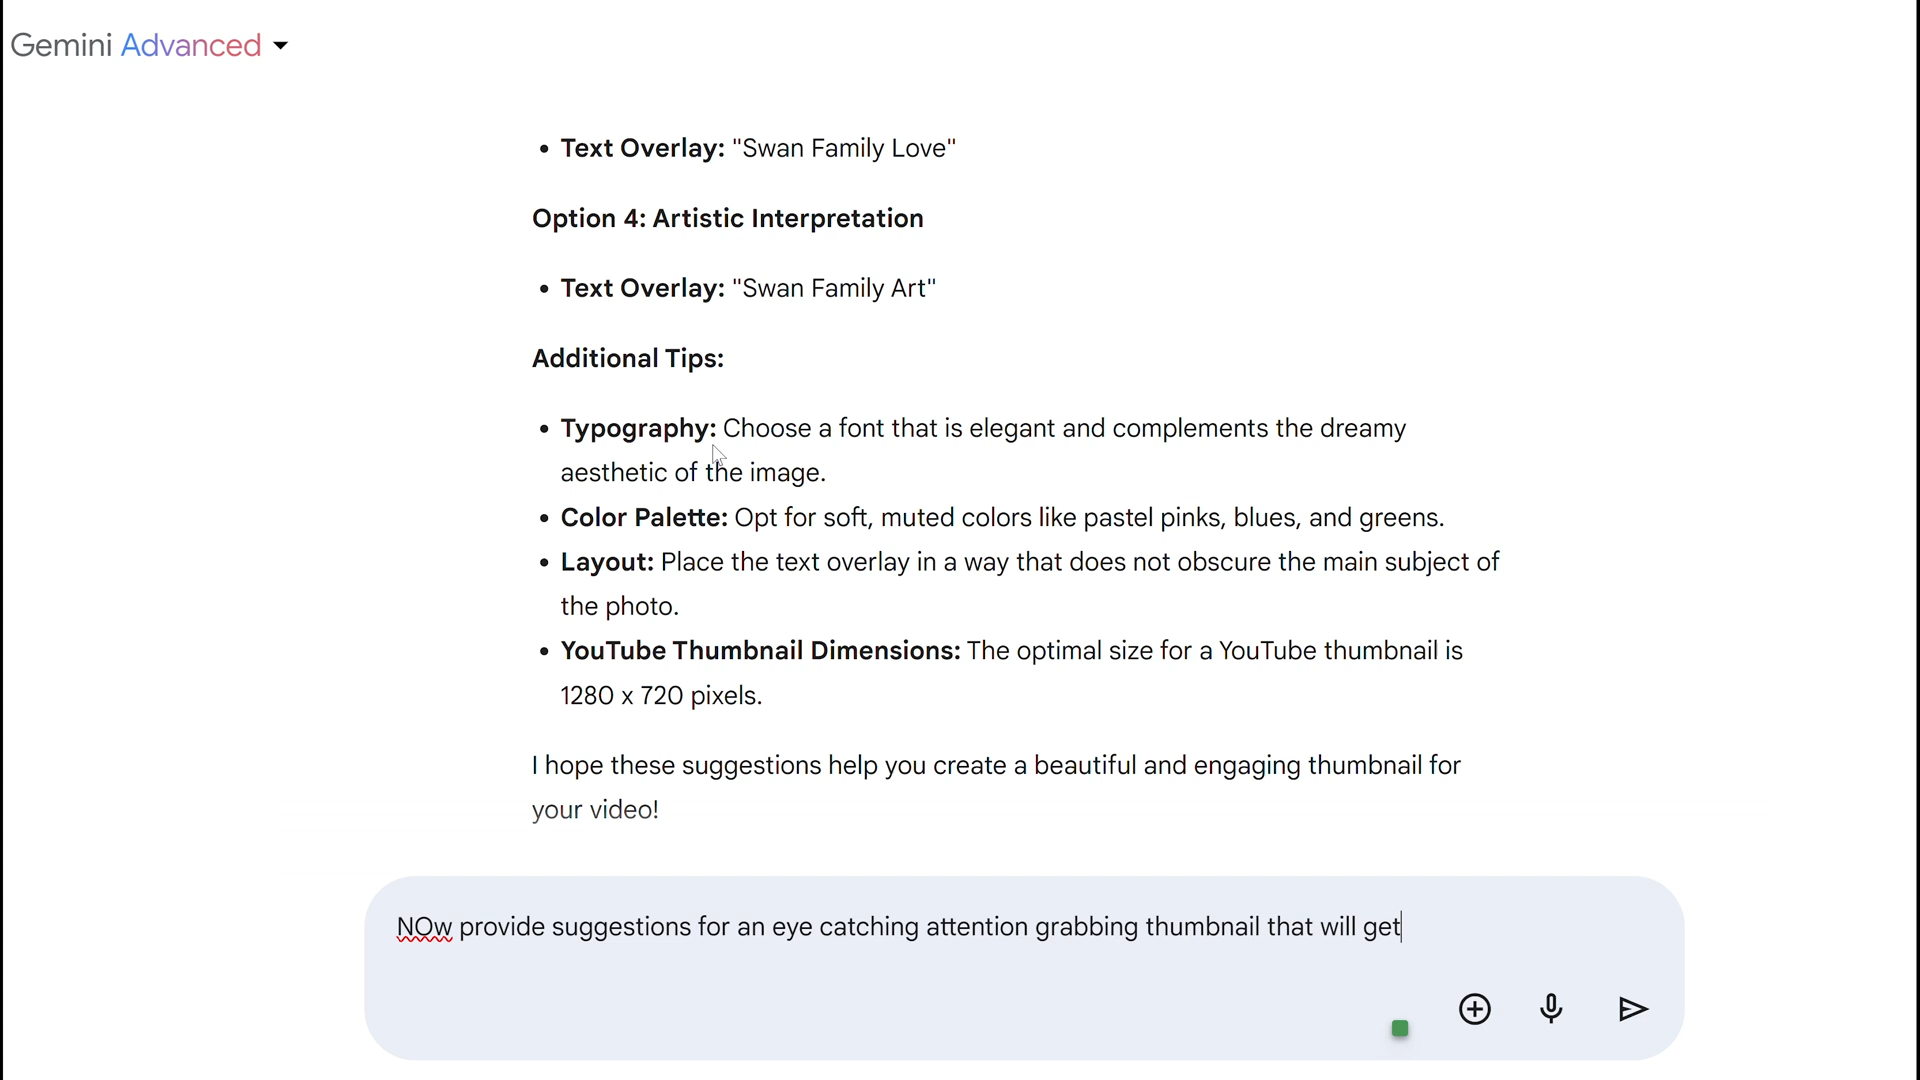 Gemini Advanced
• Text Overlay: "Swan Family Love"
Option 4: Artistic Interpretation
• Text Overlay: "Swan Family Art"
Additional Tips:
• Typography: Choose a font that is elegant and complements the dreamy
aesthetic of the image.
• Color Palette: Opt for soft, muted colors like pastel pinks, blues, and greens.
• Layout: Place the text overlay in a way that does not obscure the main subject of
the photo.
• YouTube Thumbnail Dimensions: The optimal size for a YouTube thumbnail is
1280 x 720 pixels.
I hope these suggestions help you create a beautiful and engaging thumbnail for
your video!
NOw provide suggestions for an eye catching attention grabbing thumbnail that will get